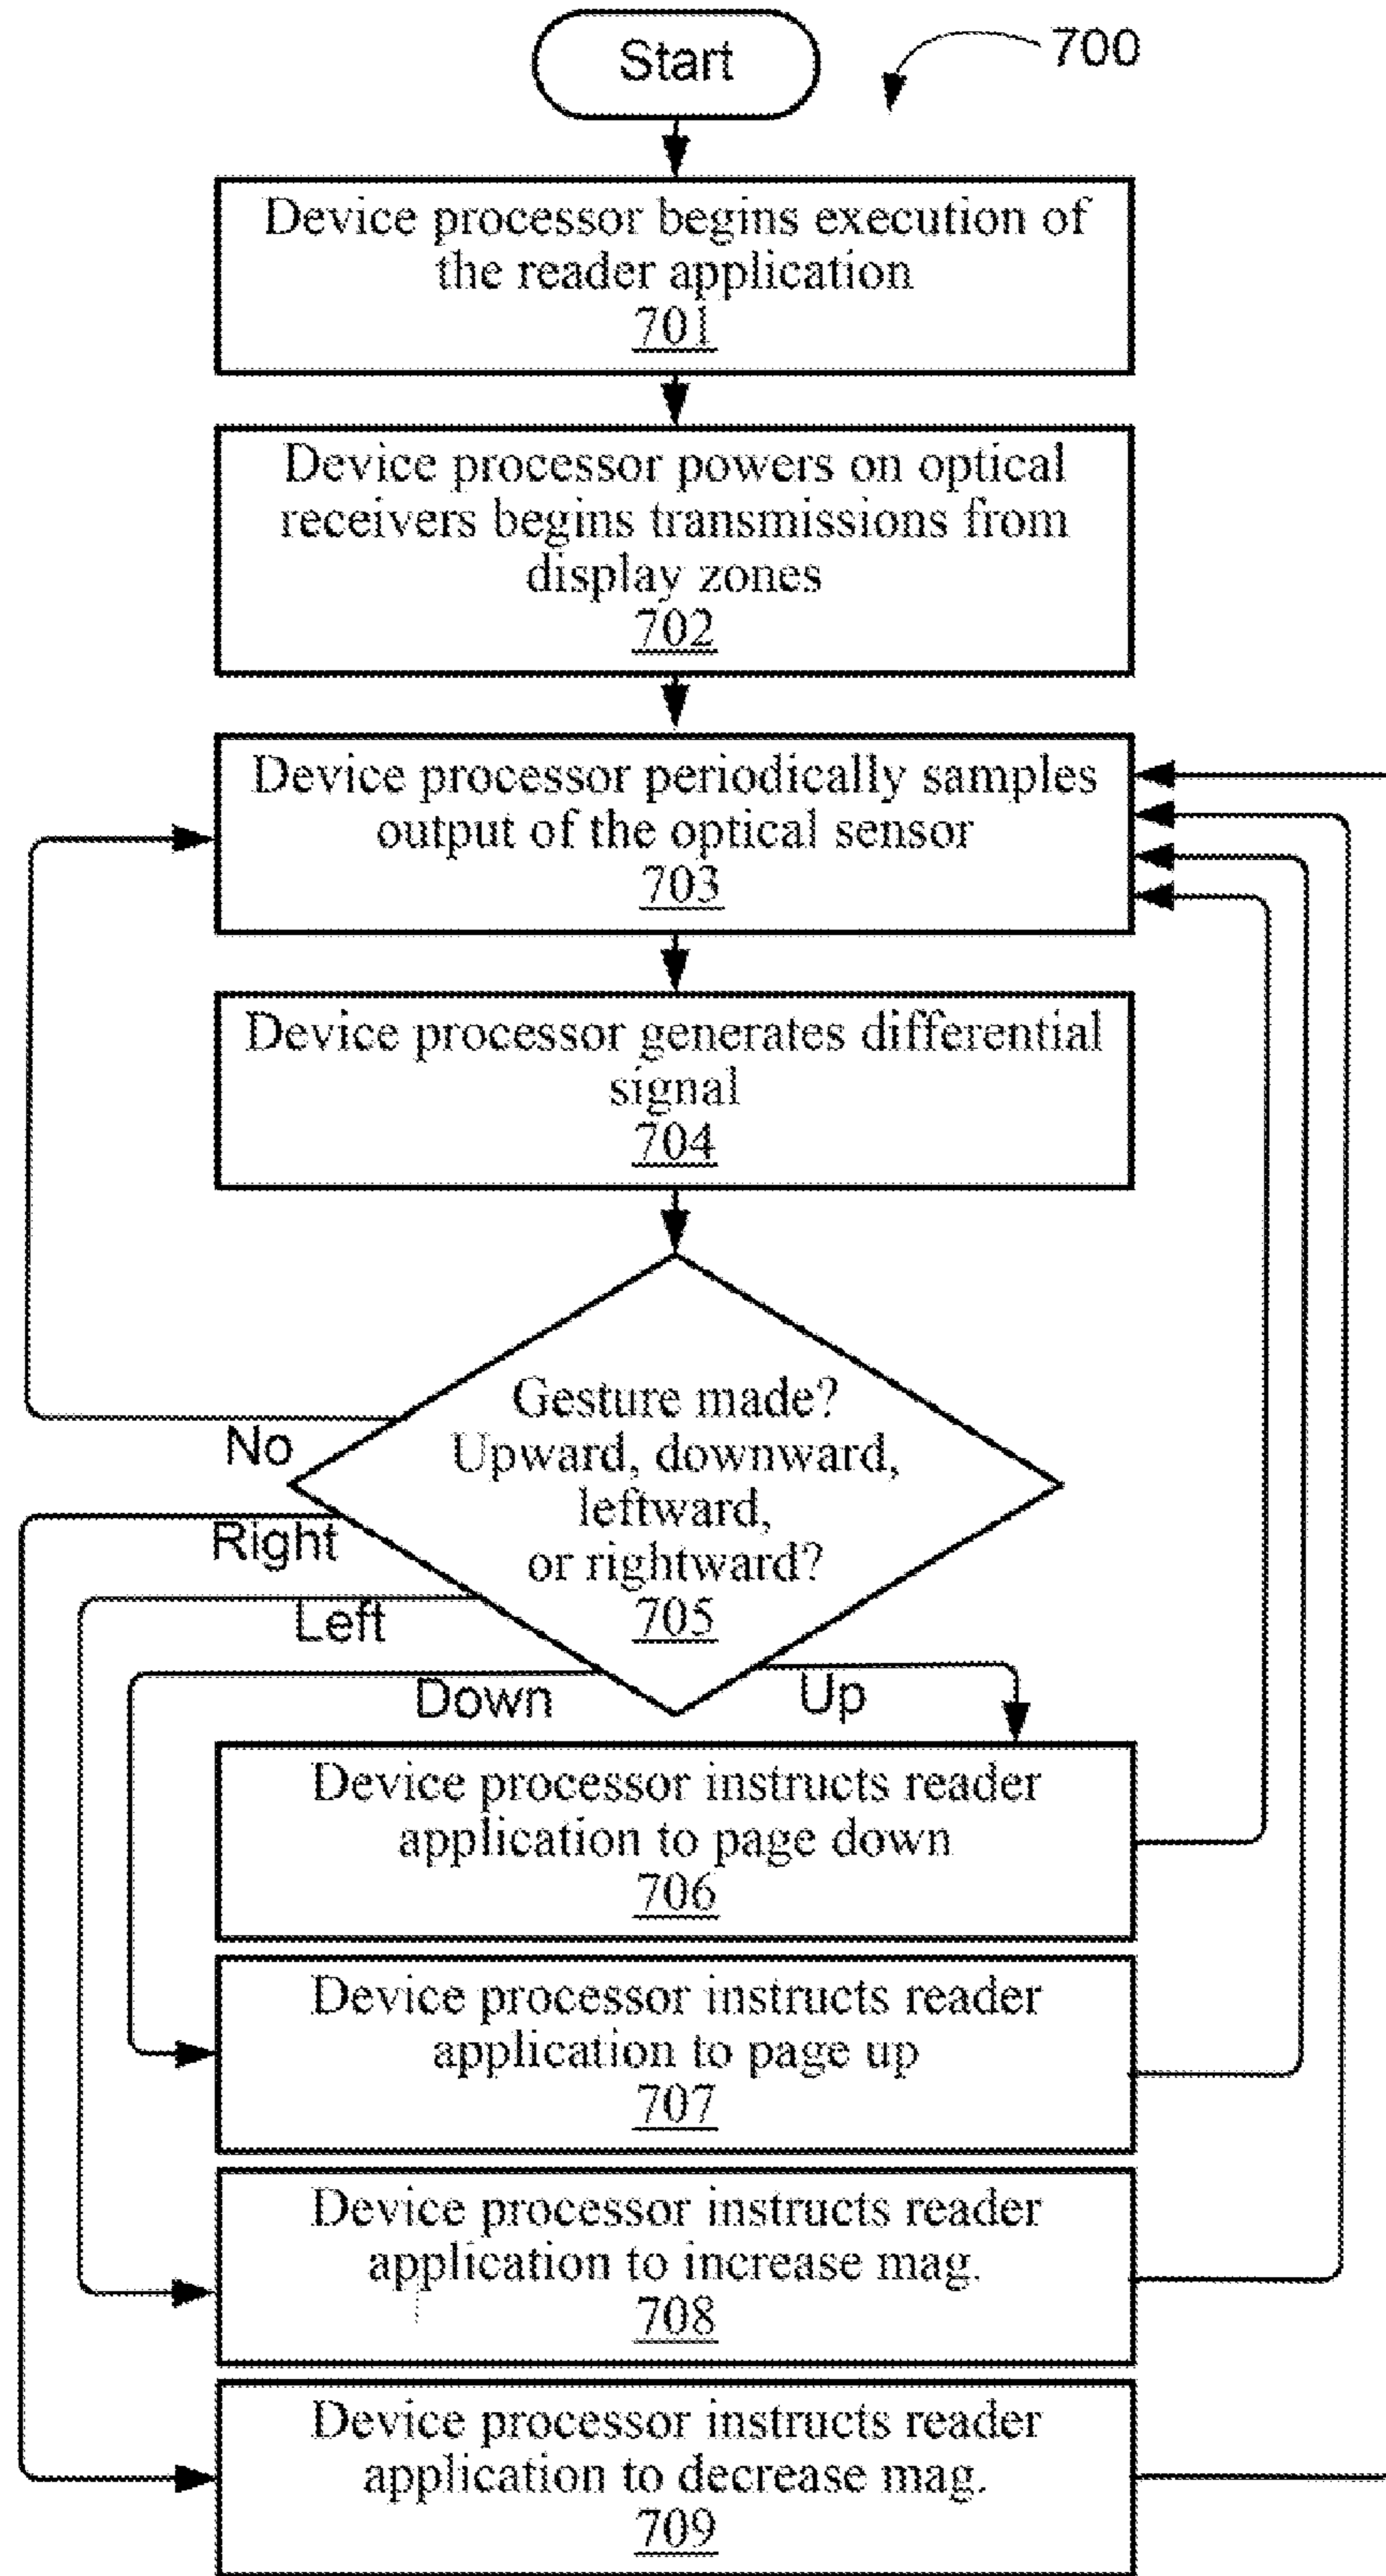 Start
700
Device processor begins execution of
the reader application
701
Device processor powers on optical
receivers begins transmissions from
display zones
702
Device processor periodically samples
output of the optical sensor
703
Device processor generates differential
signal
704
Gesture made?
Upward, downward,
leftward,
or rightward?
705
No
Right
Left
Down
Up
Device processor instructs reader
application to page down
706
Device processor instructs reader
application to page up
707
Device processor instructs reader
application to increase mag.
708
Device processor instructs reader
application to decrease mag.
709